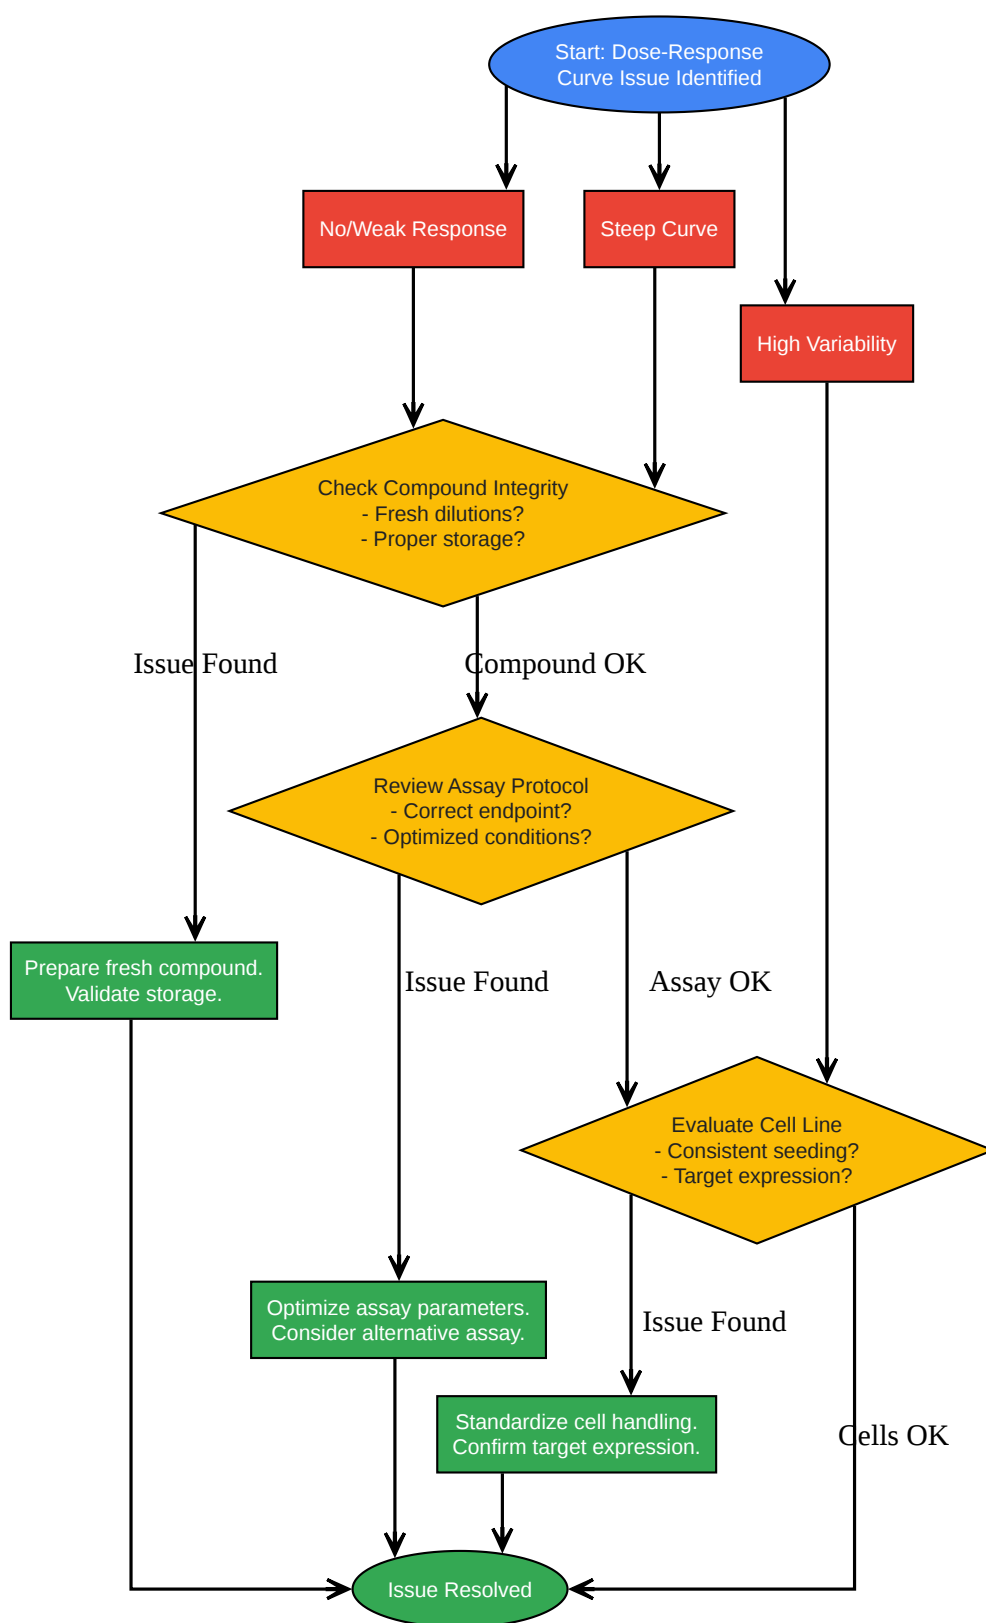 Start: Dose-Response
Curve Issue Identified
No/Weak Response
Steep Curve
High Variability
Check Compound Integrity
- Fresh dilutions?
- Proper storage?
Issue Found
Compound OK
Review Assay Protocol
- Correct endpoint?
- Optimized conditions?
Prepare fresh compound.
Validate storage.
Issue Found
Assay OK
Evaluate Cell Line
- Consistent seeding?
- Target expression?
Optimize assay parameters.
Consider alternative assay.
Issue Found
Standardize cell handling.
Confirm target expression.
Cells OK
Issue Resolved